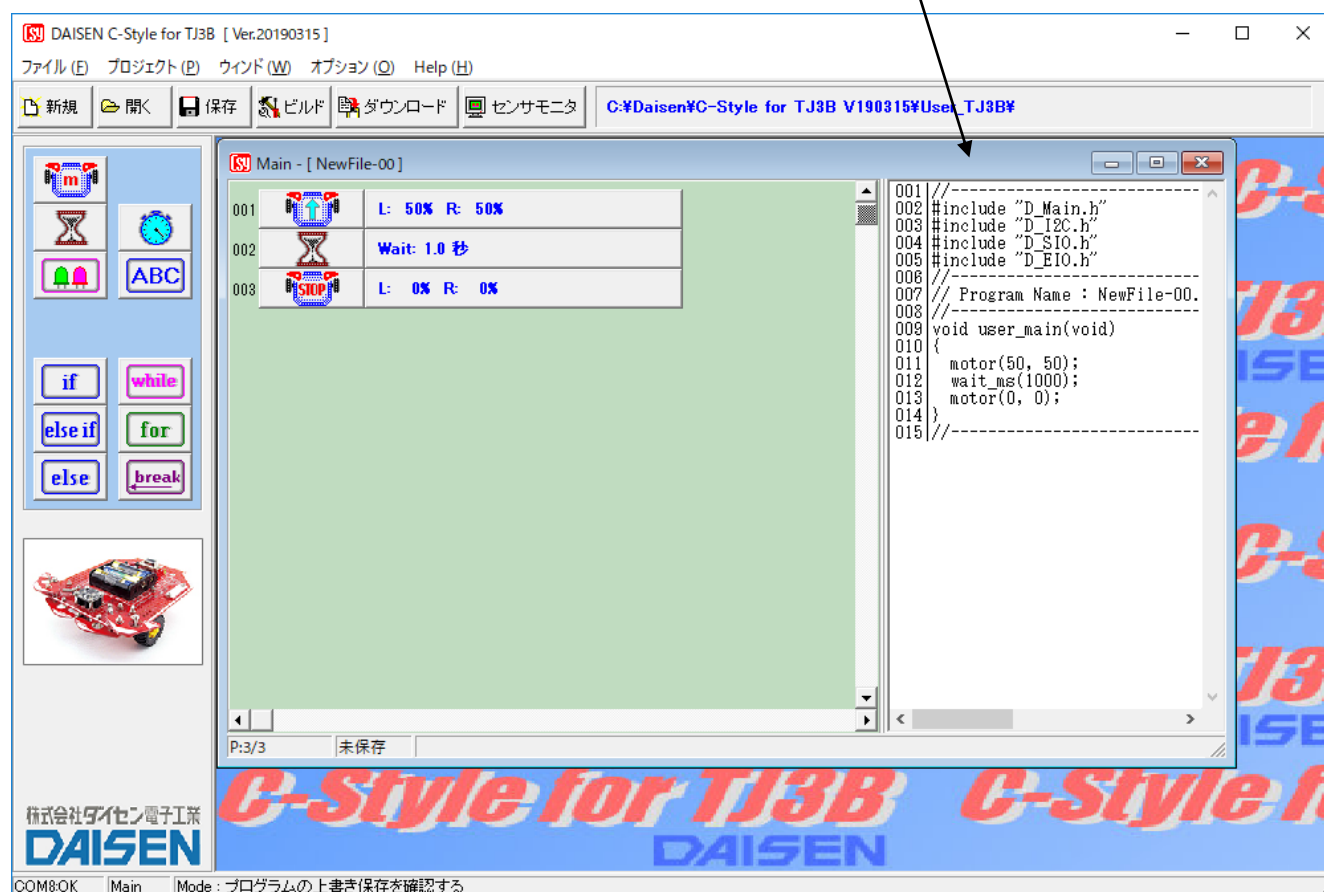 DAISEN C-Style for TJ3B [ Ver.20190315 ]
ファイル (F) プロジェクト (P) ウィンド (W) オプション (O) Help (H)
新規 開く 保存 ビルド ダウンロード センサモニタ C:¥Daisen¥C-Style for TJ3B V190315¥User_TJ3B¥
m
ABC
if while
else if for
else break
Main - [ NewFile-00 ]
001 L: 50% R: 50%
002 Wait: 1.0 秒
003 STOP L: 0% R: 0%
P:3/3 未保存
001 //---------------------------
002 #include "D_Main.h"
003 #include "D_I2C.h"
004 #include "D_SIO.h"
005 #include "D_EIO.h"
006 //---------------------------
007 // Program Name : NewFile-00.
008 //---------------------------
009 void user_main(void)
010 {
011 motor(50, 50);
012 wait_ms(1000);
013 motor(0, 0);
014 }
015 //---------------------------
C-Style for TJ3B C-Style f
DAISEN
株式会社ダイセン電子工業
DAISEN
COM8:OK Main Mode : プログラムの上書き保存を確認する